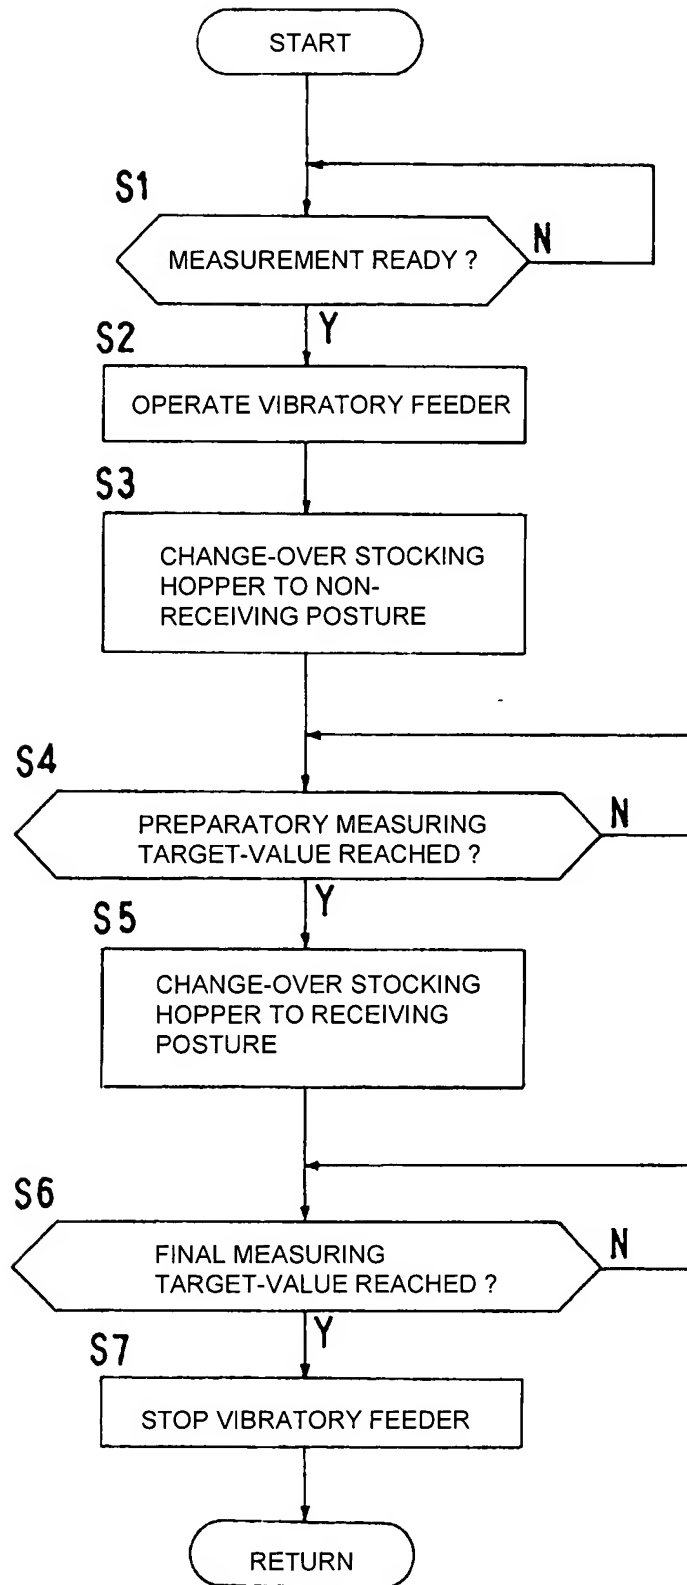 START
S1
MEASUREMENT READY ?
N
Y
S2
OPERATE VIBRATORY FEEDER
S3
CHANGE-OVER STOCKING
HOPPER TO NON-
RECEIVING POSTURE
S4
PREPARATORY MEASURING
TARGET-VALUE REACHED ?
N
Y
S5
CHANGE-OVER STOCKING
HOPPER TO RECEIVING
POSTURE
S6
FINAL MEASURING
TARGET-VALUE REACHED ?
N
Y
S7
STOP VIBRATORY FEEDER
RETURN